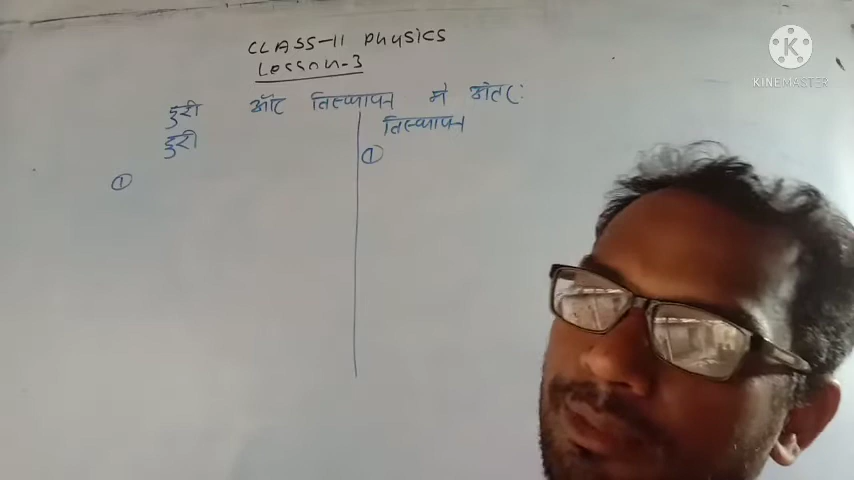 CLASS-11 Physics
Lesson-3
दुरी और विस्थापन में अंतर:
दुरी
विस्थापन
①
①
K
KINEMASTER